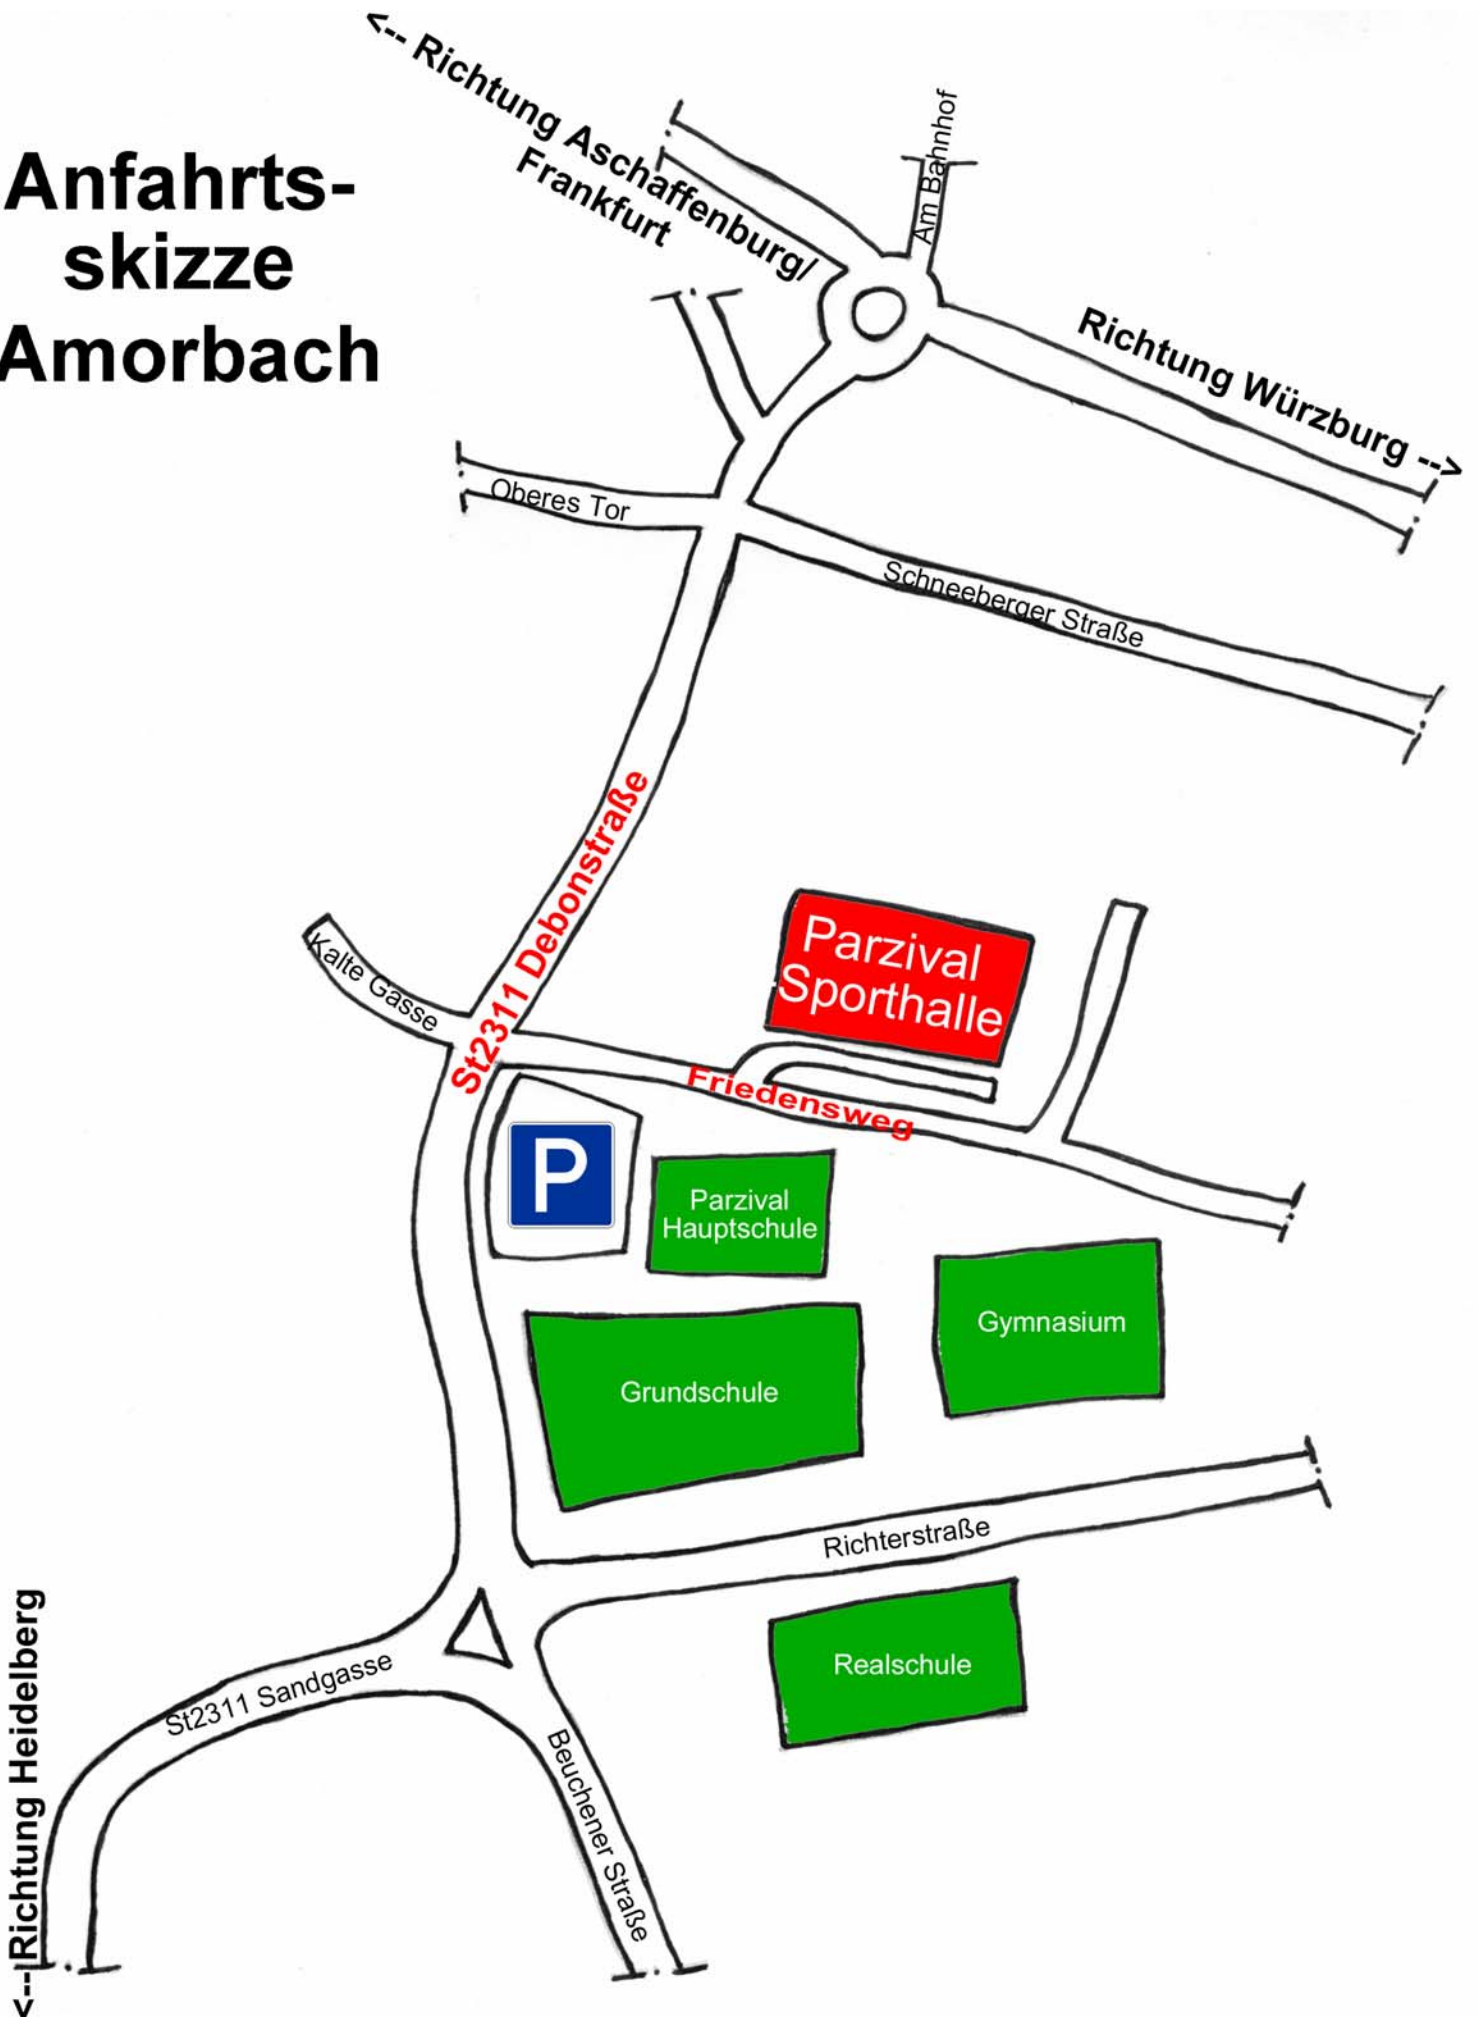 <-- Richtung Aschaffenburg/
Frankfurt
Am Bahnhof
Anfahrts-
skizze
Amorbach
Richtung Würzburg -->
Oberes Tor
Schneeberger Straße
St2311 Debonstraße
Kalte Gasse
Parzival
Sporthalle
Friedensweg
P
Parzival
Hauptschule
Gymnasium
Grundschule
Richterstraße
Realschule
St2311 Sandgasse
Beuchener Straße
<--Richtung Heidelberg